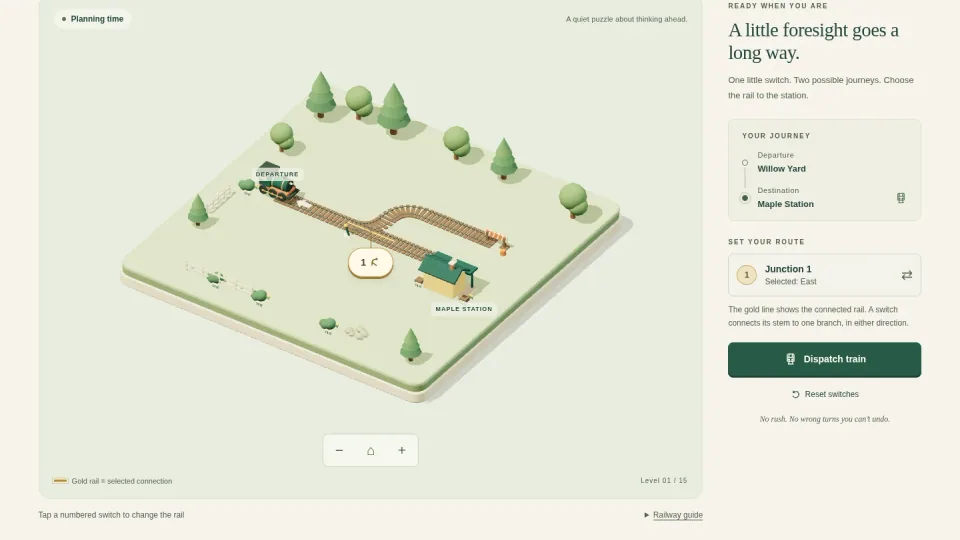 Planning time
A quiet puzzle about thinking ahead.
DEPARTURE
1
MAPLE STATION
−
+
Gold rail = selected connection
Level 01 / 15
Tap a numbered switch to change the rail
Railway guide
READY WHEN YOU ARE
A little foresight goes a
long way.
One little switch. Two possible journeys. Choose
the rail to the station.
YOUR JOURNEY
Departure
Willow Yard
Destination
Maple Station
SET YOUR ROUTE
1
Junction 1
Selected: East
The gold line shows the connected rail. A switch
connects its stem to one branch, in either direction.
Dispatch train
Reset switches
No rush. No wrong turns you can't undo.